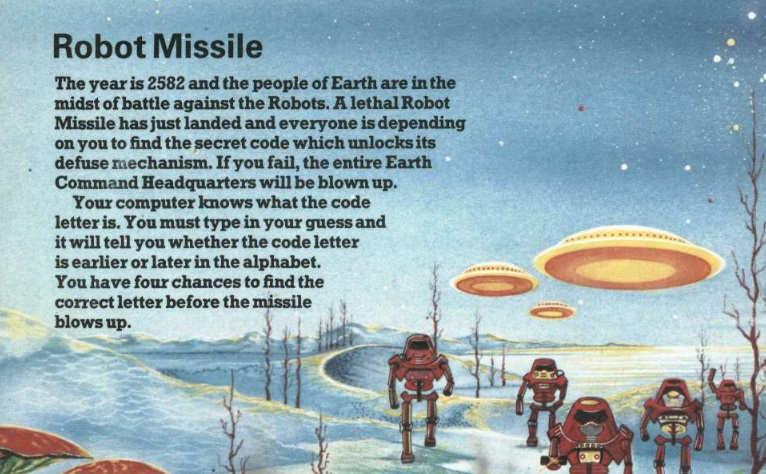 Robot Missile
The year is 2582 and the people of Earth are in the
midst of battle against the Robots. A lethal Robot
Missile has just landed and everyone is depending
on you to find the secret code which unlocks its
defuse mechanism. If you fail, the entire Earth
Command Headquarters will be blown up.
Your computer knows what the code
letter is. You must type in your guess and
it will tell you whether the code letter
is earlier or later in the alphabet.
You have four chances to find the
correct letter before the missile
blows up.